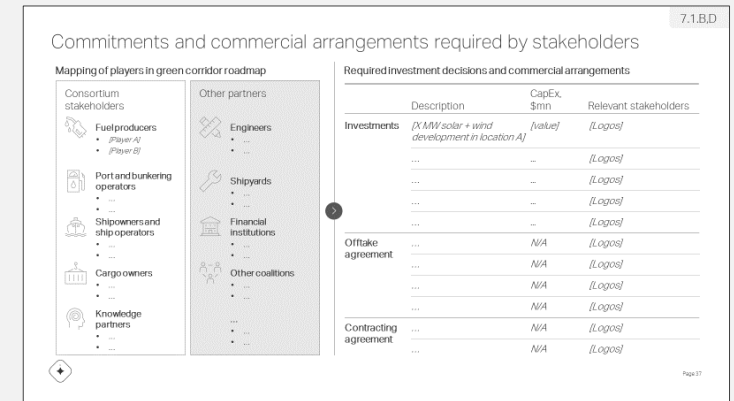 7.1.B,D
Commitments and commercial arrangements required by stakeholders
Mapping of players in green corridor roadmap
Consortium
stakeholders
Fuel producers
• [Player A]
• [Player B]
Port and bunkering
operators
• ...
• ...
Shipowners and
ship operators
• ...
• ...
Cargo owners
• ...
• ...
Knowledge
partners
• ...
• ...
Other partners
Engineers
• ...
• ...
Shipyards
• ...
• ...
Financial
institutions
• ...
• ...
Other coalitions
• ...
• ...
...
• ...
• ...
Required investment decisions and commercial arrangements
Description
CapEx,
$mn
Relevant stakeholders
Investments
[X MW solar + wind
development in location A]
[value]
[Logos]
... ... [Logos]
... ... [Logos]
... ... [Logos]
... ... [Logos]
Offtake
agreement
... N/A [Logos]
... N/A [Logos]
... N/A [Logos]
... N/A [Logos]
Contracting
agreement
... N/A [Logos]
... N/A [Logos]
Page 37